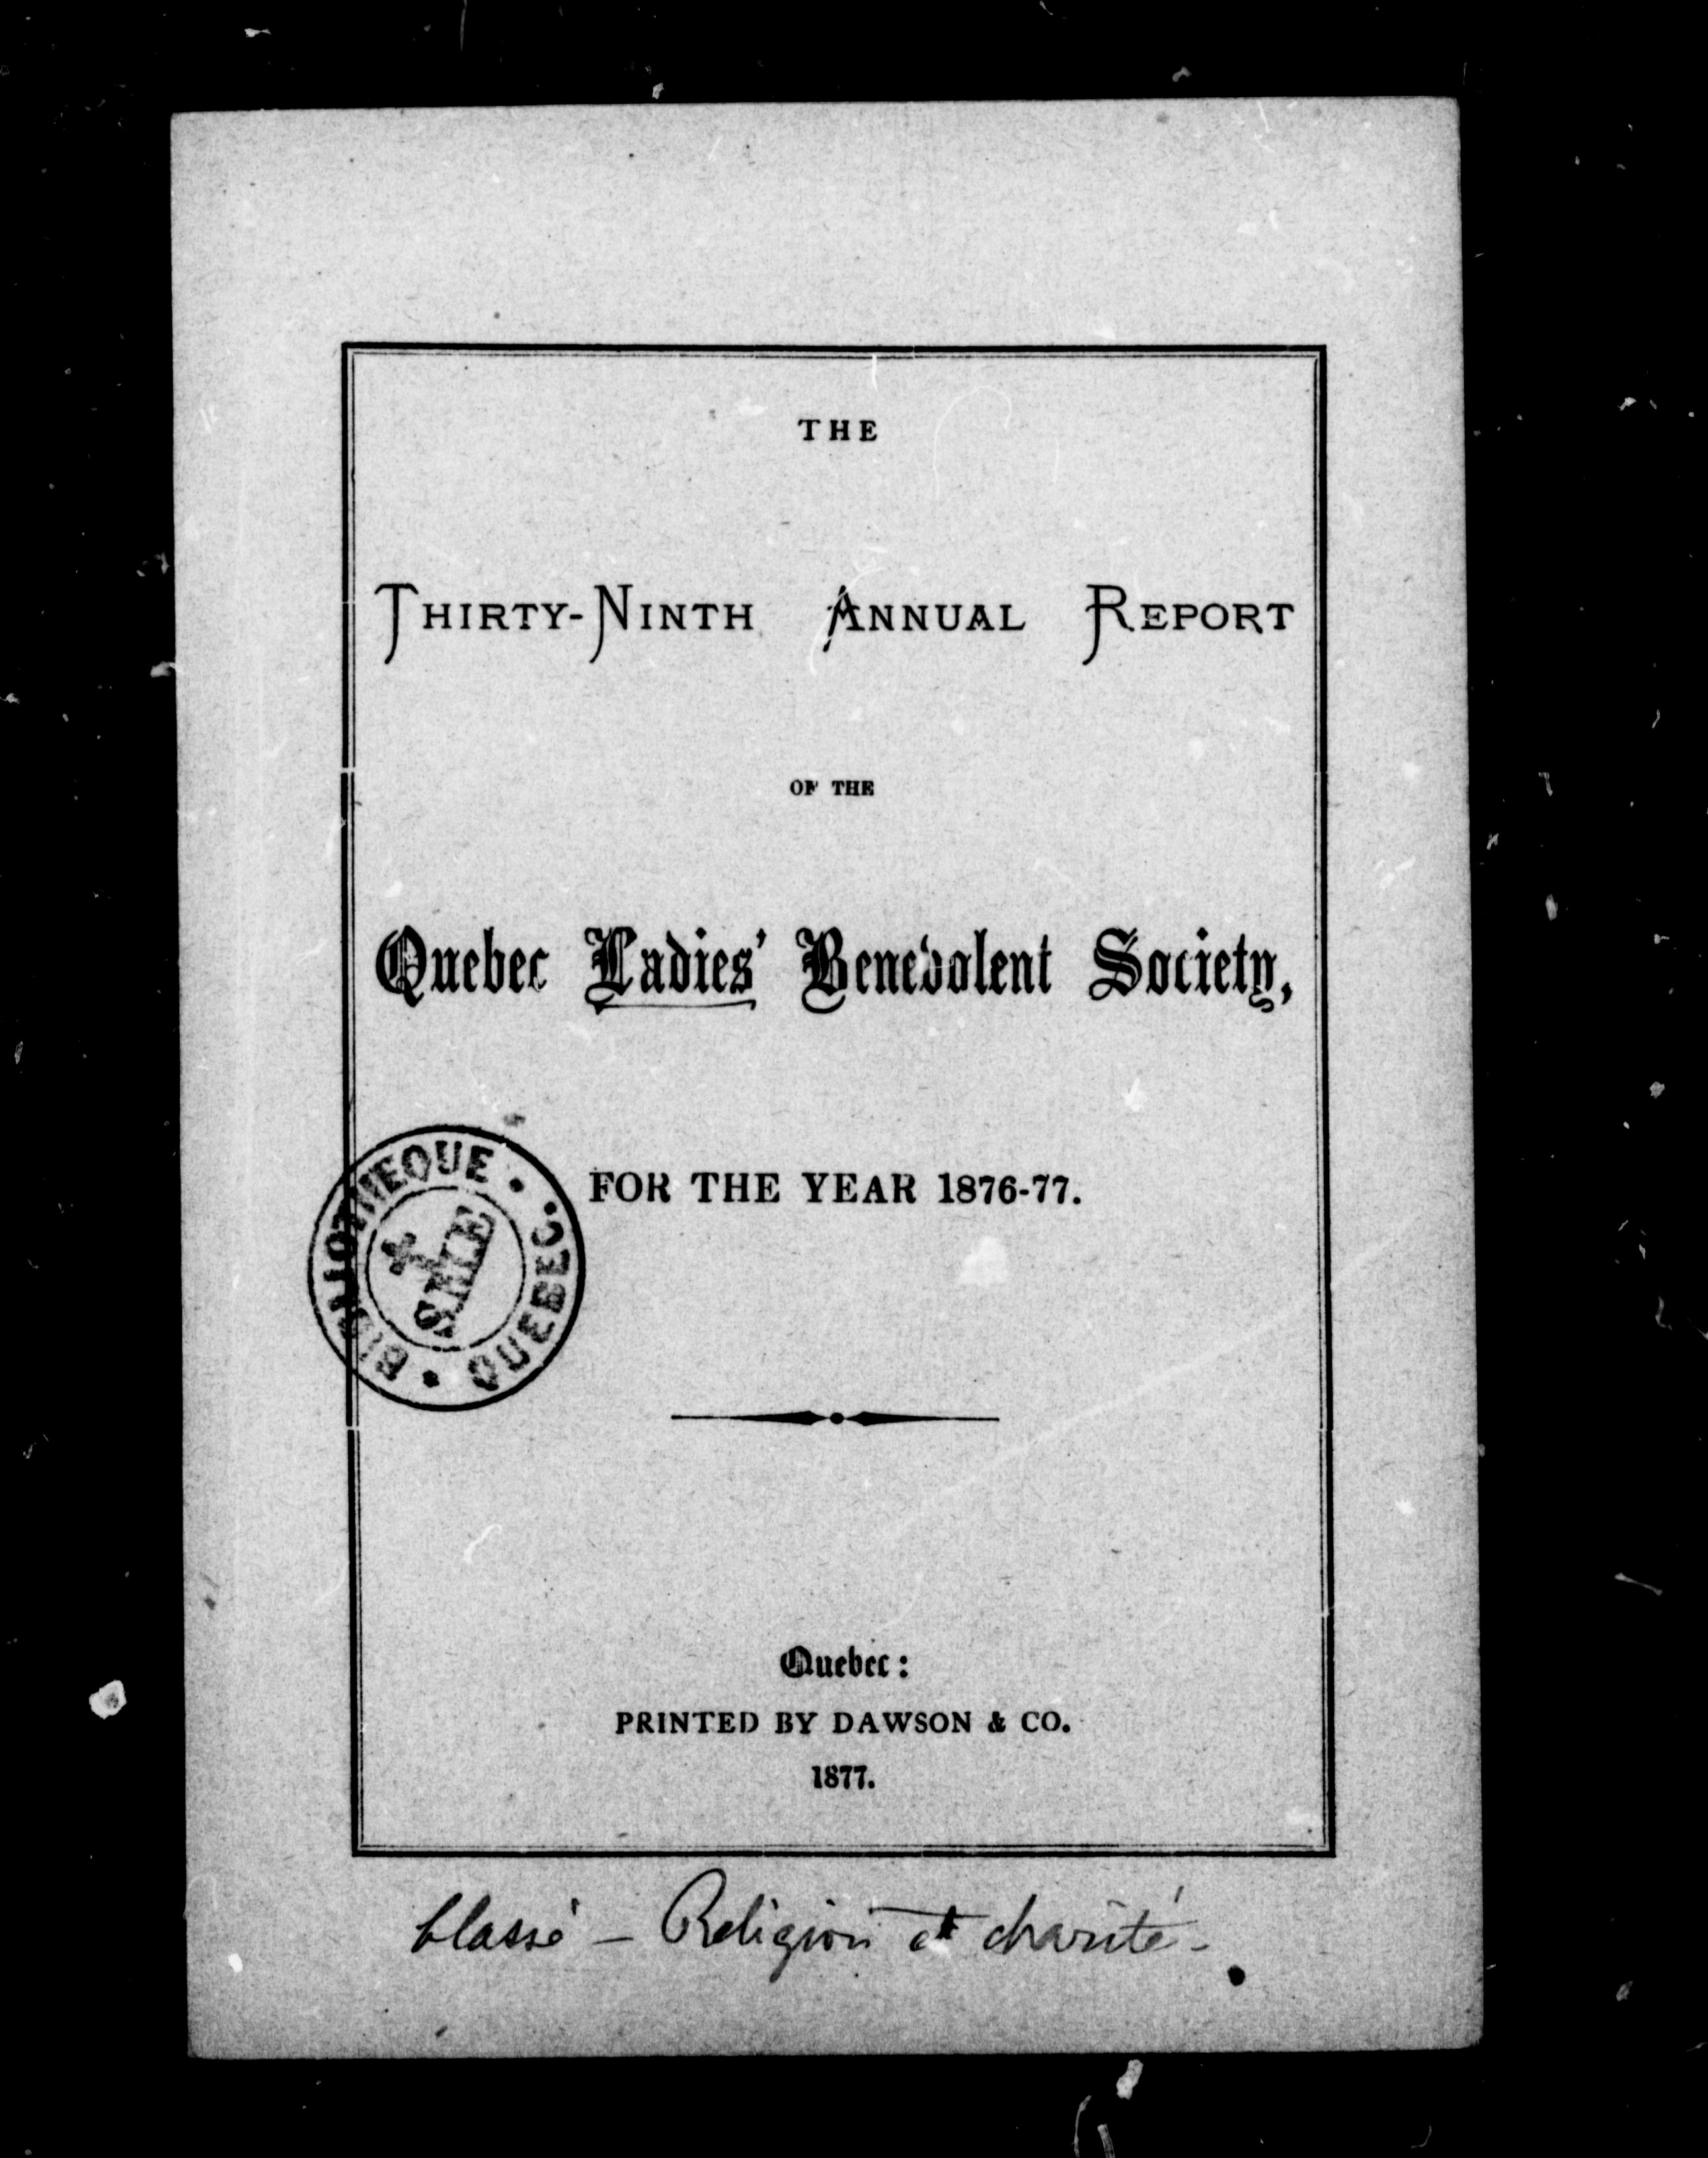 THE
THIRTY-NINTH ANNUAL REPORT
OF THE
Quebec Ladies' Benevolent Society,
FOR THE YEAR 1876-77.
BIBLIOTHEQUE • QUEBEC •
SME
Quebec:
PRINTED BY DAWSON & CO.
1877.
Classé - Religion et charité -